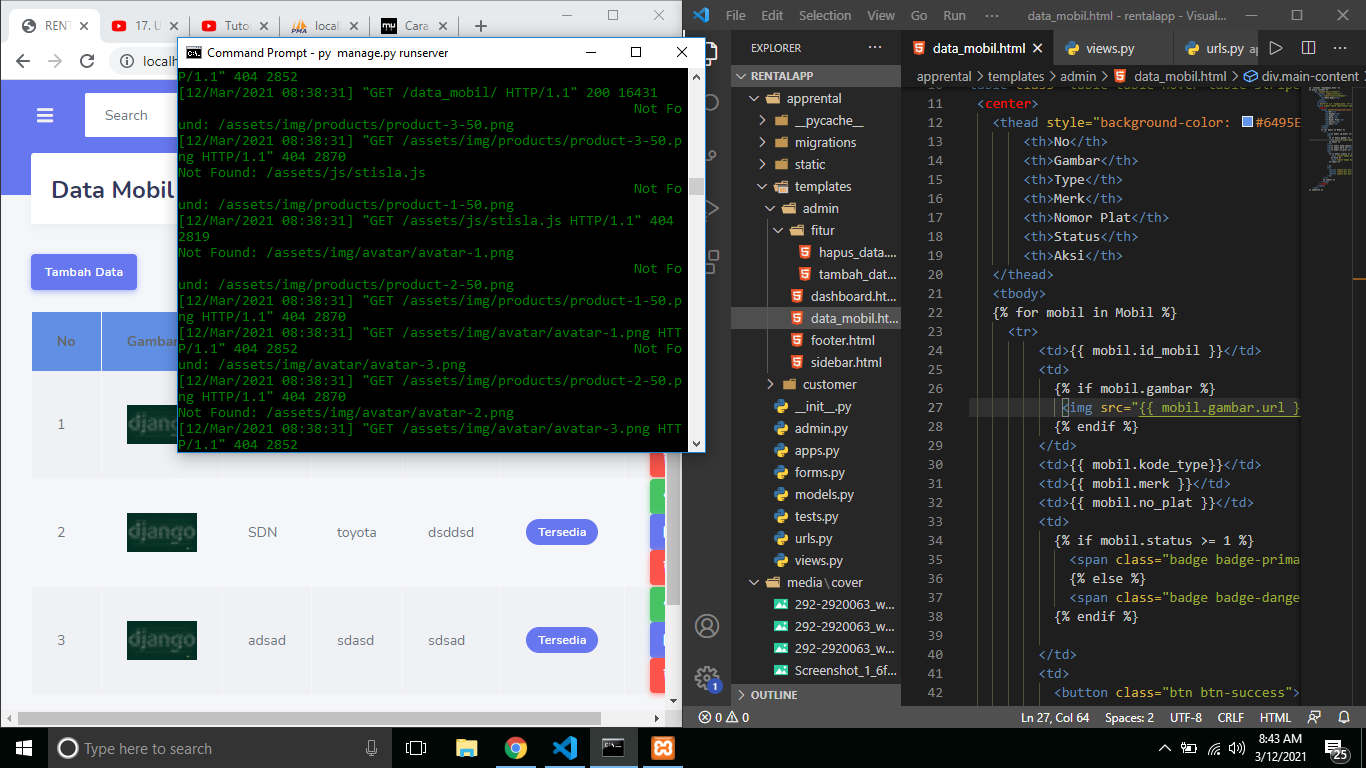 RENT
17. U
Tuto
local
Cara
localh
Search
Data Mobil
Tambah Data
No
Gambar
1
2
SDN
toyota
dsddsd
Tersedia
3
adsad
sdasd
sdsad
Tersedia
Command Prompt - py  manage.py runserver
P/1.1" 404 2852
[12/Mar/2021 08:38:31] "GET /data_mobil/ HTTP/1.1" 200 16431
Not Fo
und: /assets/img/products/product-3-50.png
[12/Mar/2021 08:38:31] "GET /assets/img/products/product-3-50.p
ng HTTP/1.1" 404 2870
Not Found: /assets/js/stisla.js
Not Fo
und: /assets/img/products/product-1-50.png
[12/Mar/2021 08:38:31] "GET /assets/js/stisla.js HTTP/1.1" 404
2819
Not Found: /assets/img/avatar/avatar-1.png
Not Fo
und: /assets/img/products/product-2-50.png
[12/Mar/2021 08:38:31] "GET /assets/img/products/product-1-50.p
ng HTTP/1.1" 404 2870
[12/Mar/2021 08:38:31] "GET /assets/img/avatar/avatar-1.png HTT
P/1.1" 404 2852 Not Fo
und: /assets/img/avatar/avatar-3.png
[12/Mar/2021 08:38:31] "GET /assets/img/products/product-2-50.p
ng HTTP/1.1" 404 2870
Not Found: /assets/img/avatar/avatar-2.png
[12/Mar/2021 08:38:31] "GET /assets/img/avatar/avatar-3.png HTT
P/1.1" 404 2852
File Edit Selection View Go Run ··· data_mobil.html - rentalapp - Visual...
EXPLORER ···
RENTALAPP
apprental
__pycache__
migrations
static
templates
admin
fitur
hapus_data....
tambah_dat...
dashboard.ht...
data_mobil.ht...
footer.html
sidebar.html
customer
__init__.py
admin.py
apps.py
forms.py
models.py
tests.py
urls.py
views.py
media\cover
292-2920063_w...
292-2920063_w...
292-2920063_w...
Screenshot_1_6f...
OUTLINE
data_mobil.html views.py urls.py ap
apprental > templates > admin > data_mobil.html > div.main-content
11 <center>
12 <thead style="background-color: #6495E
13 <th>No</th>
14 <th>Gambar</th>
15 <th>Type</th>
16 <th>Merk</th>
17 <th>Nomor Plat</th>
18 <th>Status</th>
19 <th>Aksi</th>
20 </thead>
21 <tbody>
22 {% for mobil in Mobil %}
23 <tr>
24 <td>{{ mobil.id_mobil }}</td>
25 <td>
26 {% if mobil.gambar %}
27 <img src="{{ mobil.gambar.url }
28 {% endif %}
29 </td>
30 <td>{{ mobil.kode_type}}</td>
31 <td>{{ mobil.merk }}</td>
32 <td>{{ mobil.no_plat }}</td>
33 <td>
34 {% if mobil.status >= 1 %}
35 <span class="badge badge-prima
36 {% else %}
37 <span class="badge badge-dange
38 {% endif %}
39
40 </td>
41 <td>
42 <button class="btn btn-success">
0 0 Ln 27, Col 64 Spaces: 2 UTF-8 CRLF HTML
1
Type here to search
8:43 AM
3/12/2021
25